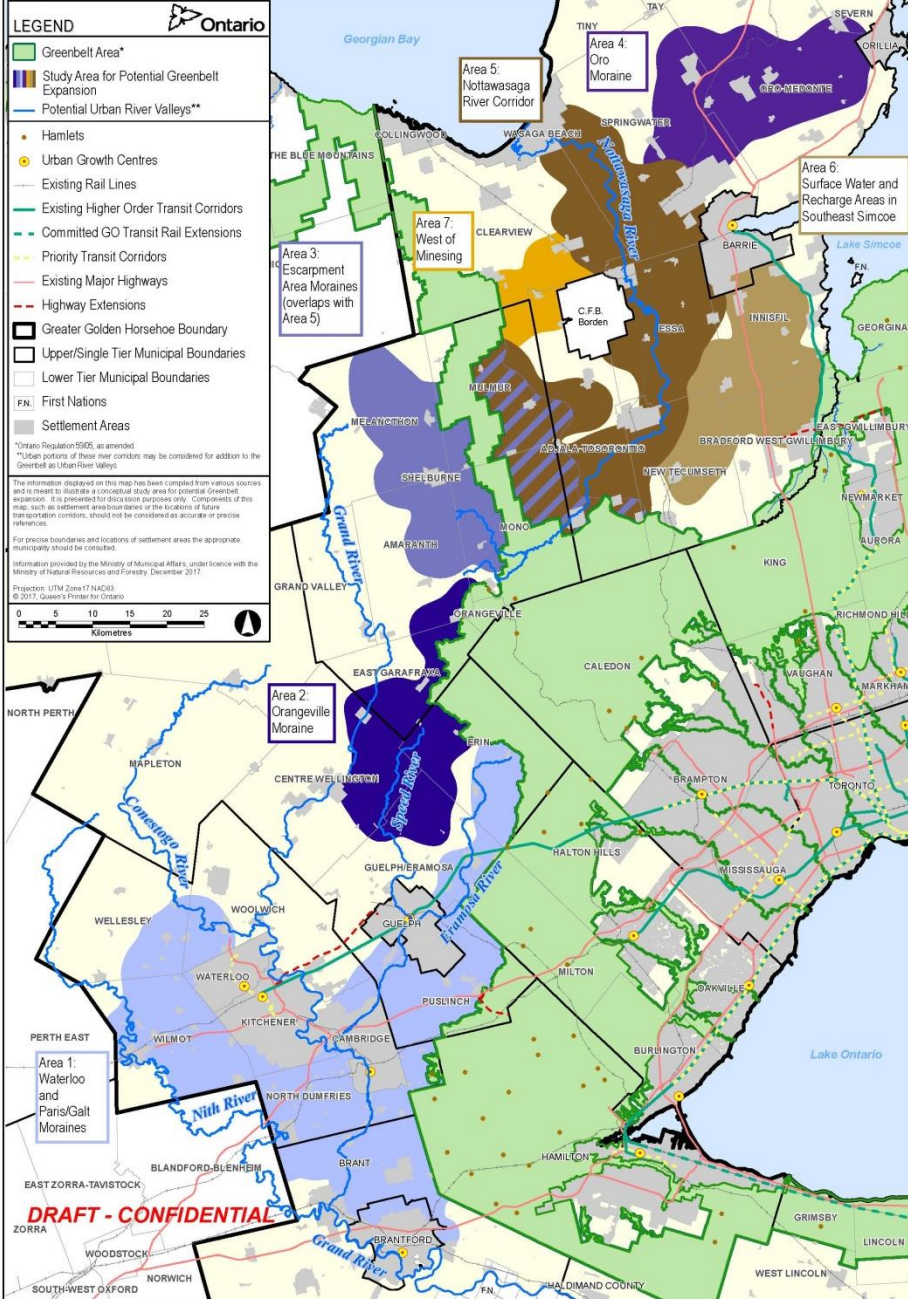 LEGEND
Ontario
Greenbelt Area*
Study Area for Potential Greenbelt
Expansion
Potential Urban River Valleys**
Hamlets
Urban Growth Centres
Existing Rail Lines
Existing Higher Order Transit Corridors
Committed GO Transit Rail Extensions
Priority Transit Corridors
Existing Major Highways
Highway Extensions
Greater Golden Horsehoe Boundary
Upper/Single Tier Municipal Boundaries
Lower Tier Municipal Boundaries
F.N.
First Nations
Settlement Areas
*Ontario Regulation 59/05, as amended
**Urban portions of these river corridors may be considered for addition to the
Greenbelt as Urban River Valleys.
The information displayed on this map has been compiled from various sources
and is meant to illustrate a conceptual study area for potential Greenbelt
expansion. It is presented for discussion purposes only. Components of this
map, such as settlement area boundaries or the locations of future
transportation corridors, should not be considered as accurate or precise
references.
For precise boundaries and locations of settlement areas the appropriate
municipality should be consulted.
Information provided by the Ministry of Municipal Affairs, under licence with the
Ministry of Natural Resources and Forestry, December 2017.
Projection: UTM Zone 17 NAD83
© 2017, Queen's Printer for Ontario
0 5 10 15 20 25
Kilometres
Georgian Bay
TINY
TAY
SEVERN
ORILLIA
Area 4:
Oro
Moraine
Area 5:
Nottawasaga
River Corridor
ORO-MEDONTE
SPRINGWATER
COLLINGWOOD
WASAGA BEACH
THE BLUE MOUNTAINS
Nottawasaga River
Area 6:
Surface Water and
Recharge Areas in
Southeast Simcoe
Area 7:
West of
Minesing
CLEARVIEW
Area 3:
Escarpment
Area Moraines
(overlaps with
Area 5)
BARRIE
Lake Simcoe
F.N.
C.F.B.
Borden
ESSA
INNISFIL
GEORGINA
MULMUR
MELANCTHON
ADJALA-TOSORONTIO
BRADFORD WEST GWILLIMBURY
EAST GWILLIMBURY
SHELBURNE
NEW TECUMSETH
NEWMARKET
Grand River
MONO
AMARANTH
AURORA
KING
GRAND VALLEY
ORANGEVILLE
RICHMOND HILL
CALEDON
VAUGHAN
MARKHAM
EAST GARAFRAXA
Area 2:
Orangeville
Moraine
NORTH PERTH
ERIN
MAPLETON
CENTRE WELLINGTON
Speed River
BRAMPTON
TORONTO
Conestogo River
HALTON HILLS
MISSISSAUGA
GUELPH/ERAMOSA
Eramosa River
WELLESLEY
WOOLWICH
GUELPH
WATERLOO
MILTON
OAKVILLE
PUSLINCH
KITCHENER
PERTH EAST
WILMOT
CAMBRIDGE
BURLINGTON
Lake Ontario
Area 1:
Waterloo
and
Paris/Galt
Moraines
NORTH DUMFRIES
Nith River
BRANT
HAMILTON
BLANDFORD-BLENHEIM
EAST ZORRA-TAVISTOCK
DRAFT - CONFIDENTIAL
ZORRA
GRIMSBY
LINCOLN
WOODSTOCK
Grand River
BRANTFORD
NORWICH
SOUTH-WEST OXFORD
F.N.
HALDIMAND COUNTY
WEST LINCOLN